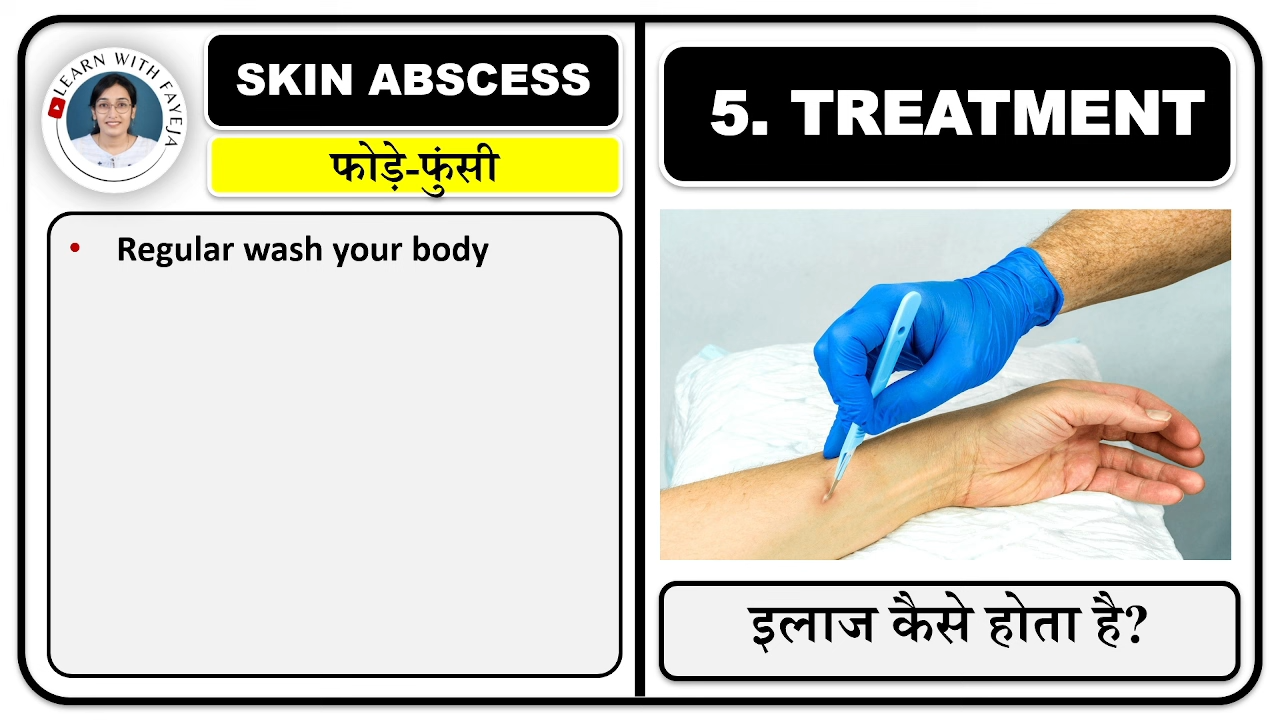 LEARN WITH FAYEJA
SKIN ABSCESS
फोड़े-फुंसी
• Regular wash your body
5. TREATMENT
इलाज कैसे होता है?